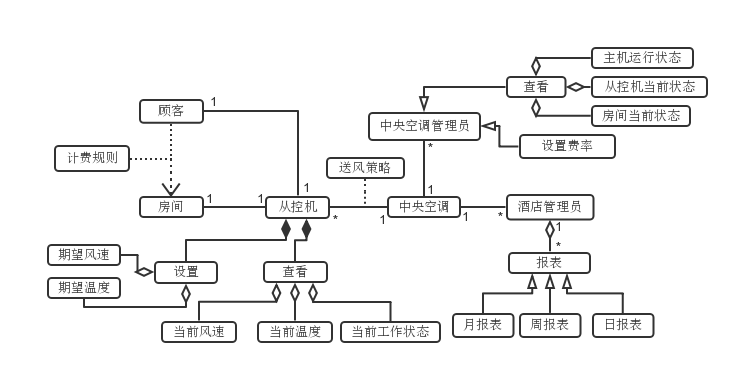 主机运行状态
查看
从控机当前状态
房间当前状态
顾客
1
中央空调管理员
*
设置费率
计费规则
送风策略
1
1
房间
1
1
从控机
*
1
中央空调
1
*
酒店管理员
1
*
期望风速
设置
查看
报表
期望温度
当前风速
当前温度
当前工作状态
月报表
周报表
日报表